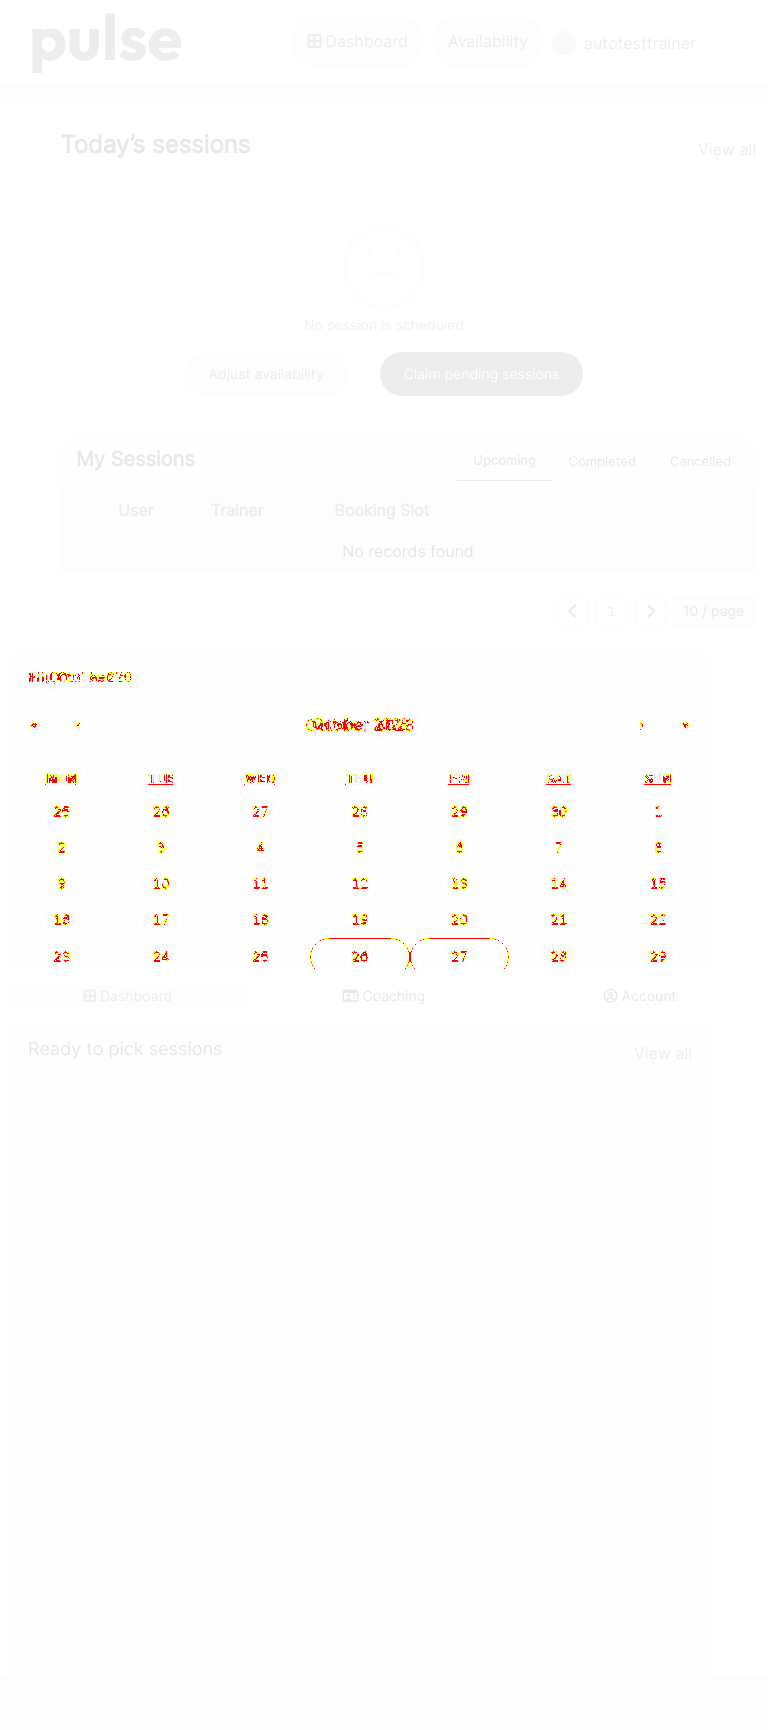 pulse
Dashboard Availability autotesttrainer
Today's sessions View all
No session is scheduled
Adjust availability Claim pending sessions
My Sessions Upcoming Completed Cancelled
User Trainer Booking Slot
No records found
1 10 / page
« ‹ October 2023 › »
MON TUE WED THU FRI SAT SUN
25 26 27 28 29 30 1
2 3 4 5 6 7 8
9 10 11 12 13 14 15
16 17 18 19 20 21 22
23 24 25 26 27 28 29
Dashboard Coaching Account
Ready to pick sessions View all